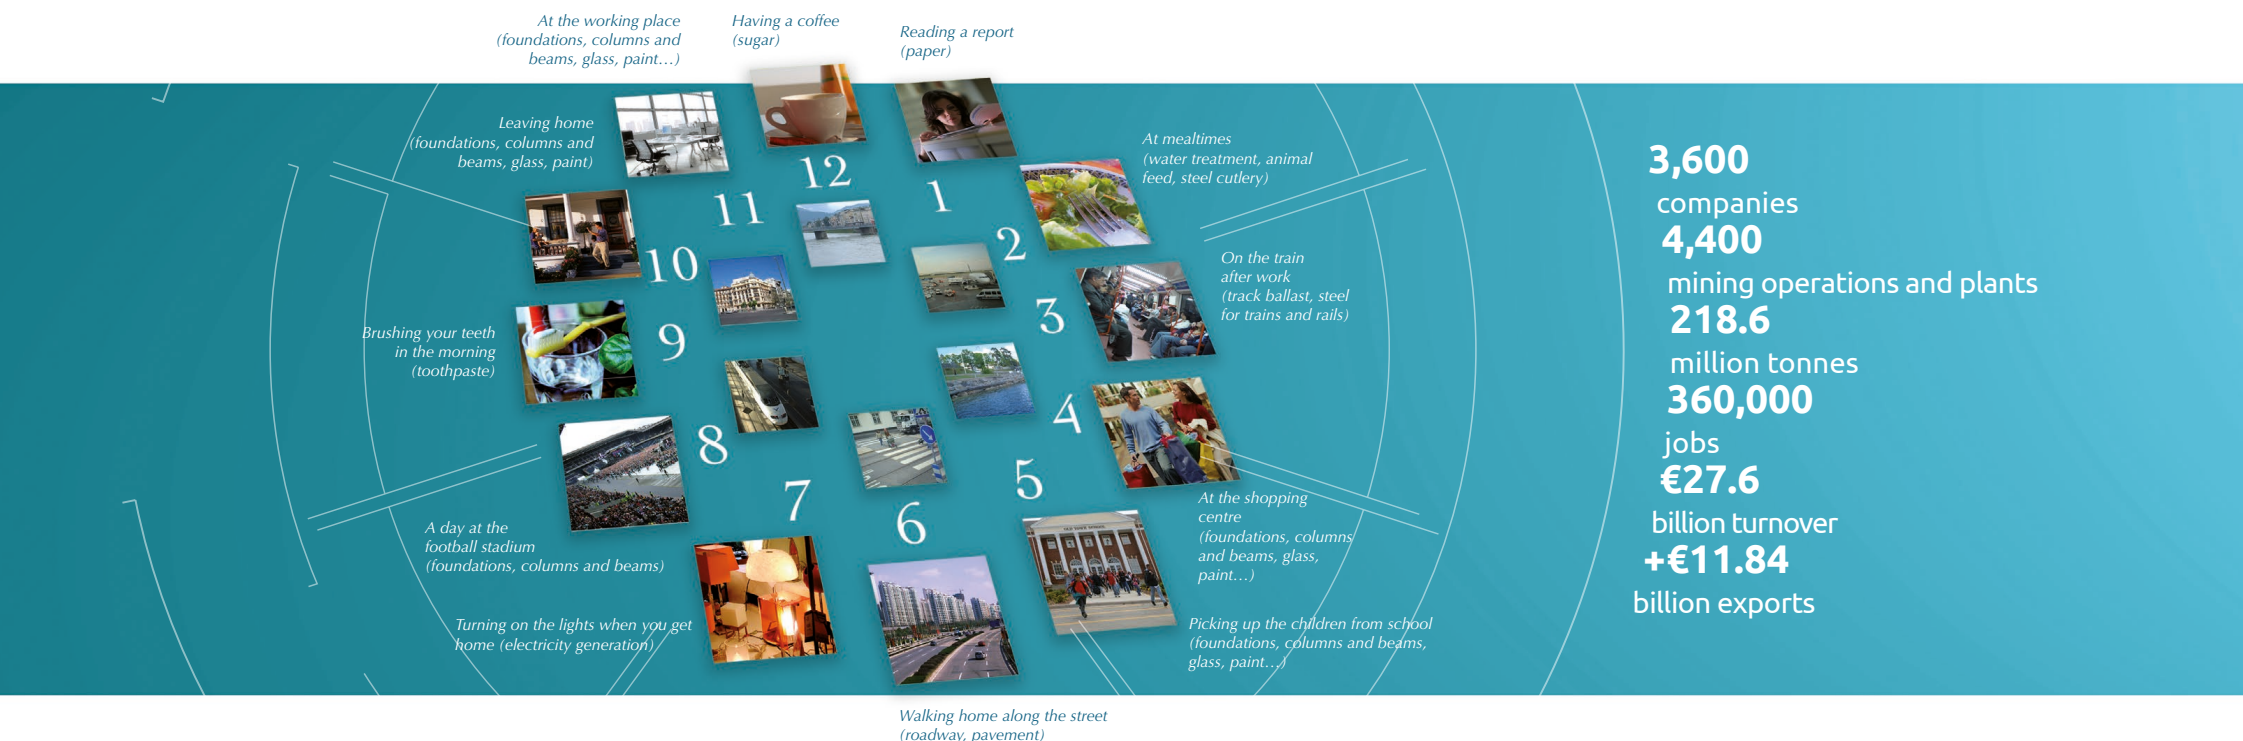 At the working place
(foundations, columns and
beams, glass, paint…)
Having a coffee
(sugar)
Reading a report
(paper)
Leaving home
(foundations, columns and
beams, glass, paint)
At mealtimes
(water treatment, animal
feed, steel cutlery)
On the train
after work
(track ballast, steel
for trains and rails)
Brushing your teeth
in the morning
(toothpaste)
12
1
2
3
4
5
6
7
8
9
10
11
At the shopping
centre
(foundations, columns
and beams, glass,
paint…)
A day at the
football stadium
(foundations, columns and beams)
Turning on the lights when you get
home (electricity generation)
Picking up the children from school
(foundations, columns and beams,
glass, paint…)
Walking home along the street
(roadway, pavement)
3,600
companies
4,400
mining operations and plants
218.6
million tonnes
360,000
jobs
€27.6
billion turnover
+€11.84
billion exports